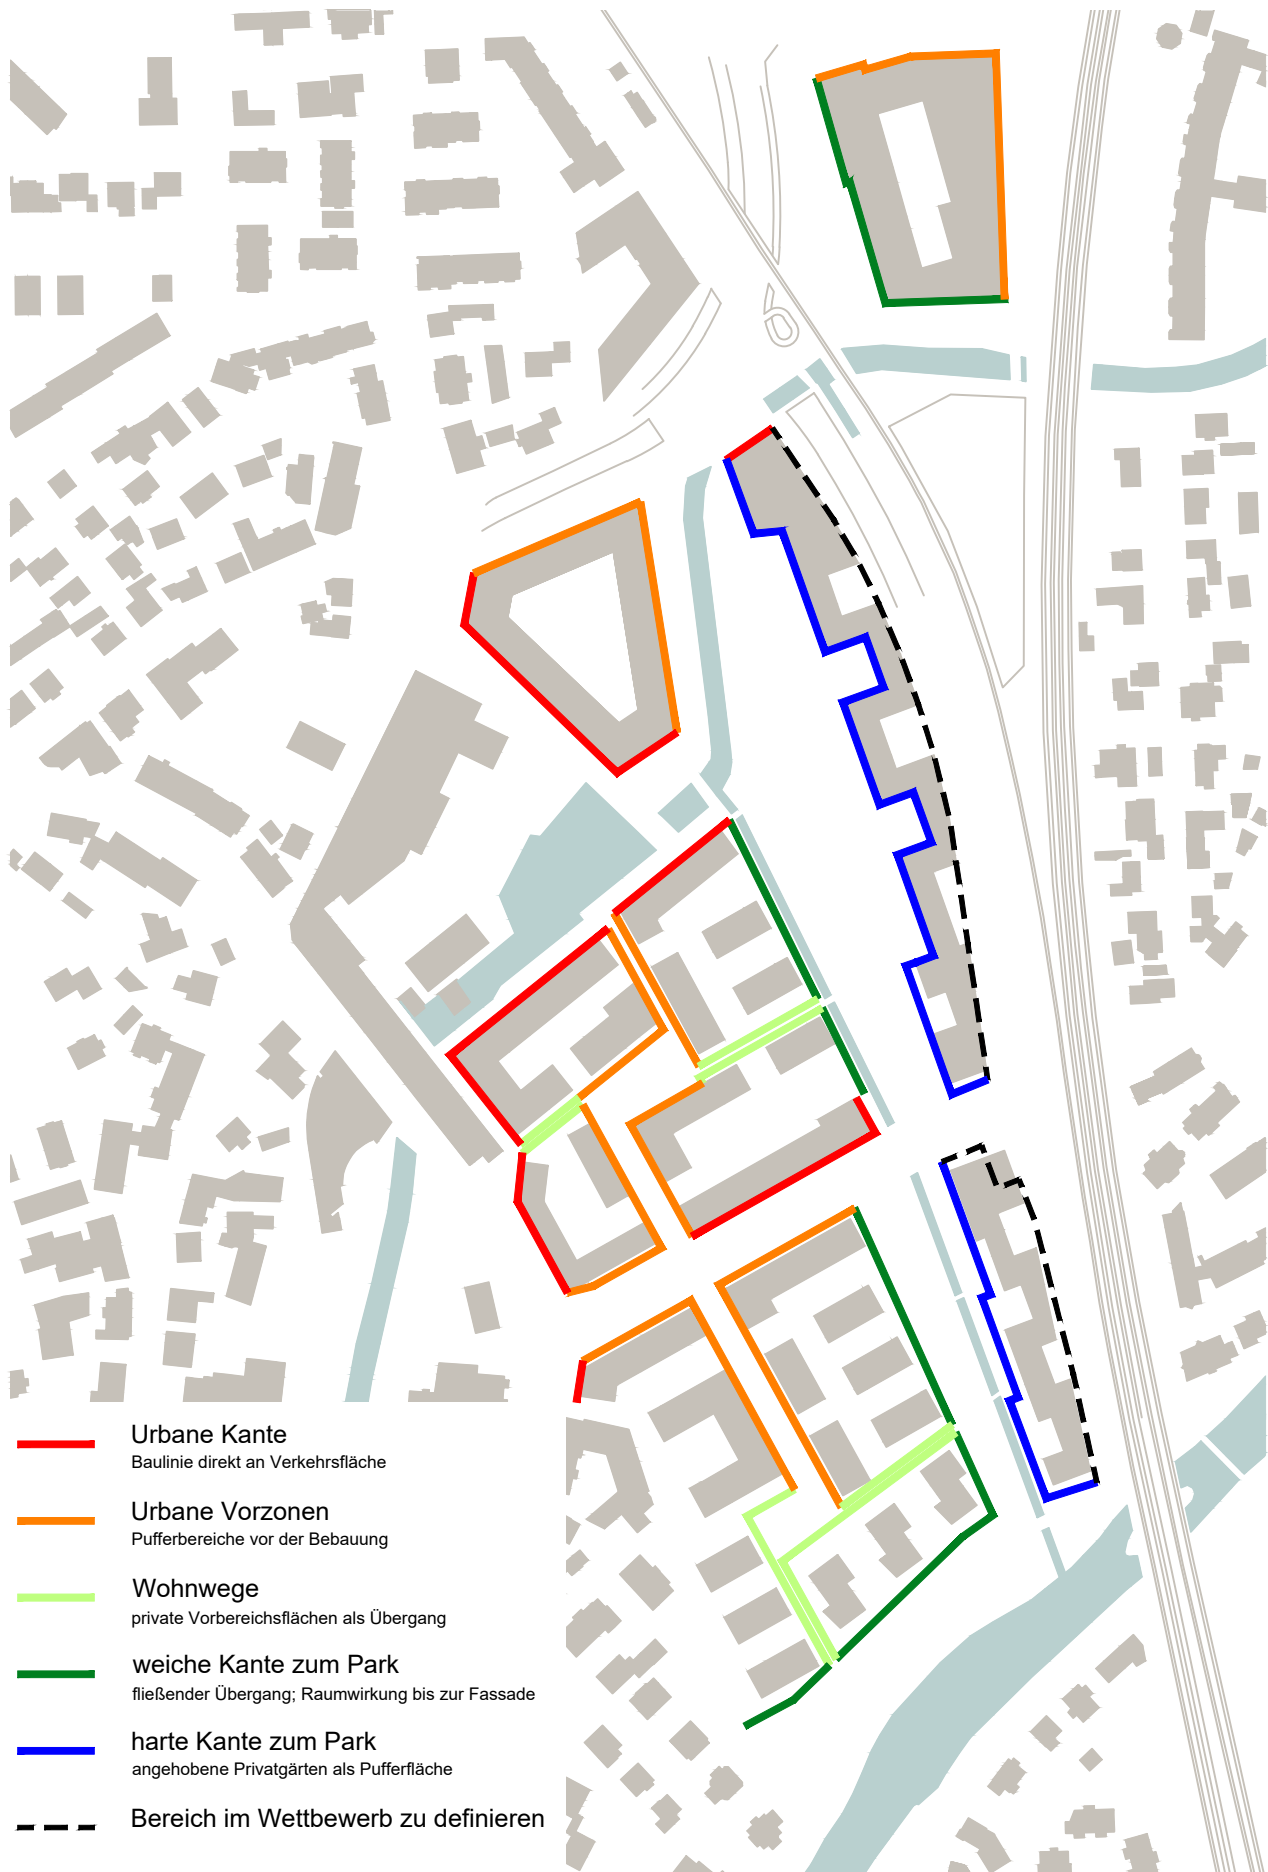 Urbane Kante
Baulinie direkt an Verkehrsfläche
Urbane Vorzonen
Pufferbereiche vor der Bebauung
Wohnwege
private Vorbereichsflächen als Übergang
weiche Kante zum Park
fließender Übergang; Raumwirkung bis zur Fassade
harte Kante zum Park
angehobene Privatgärten als Pufferfläche
Bereich im Wettbewerb zu definieren